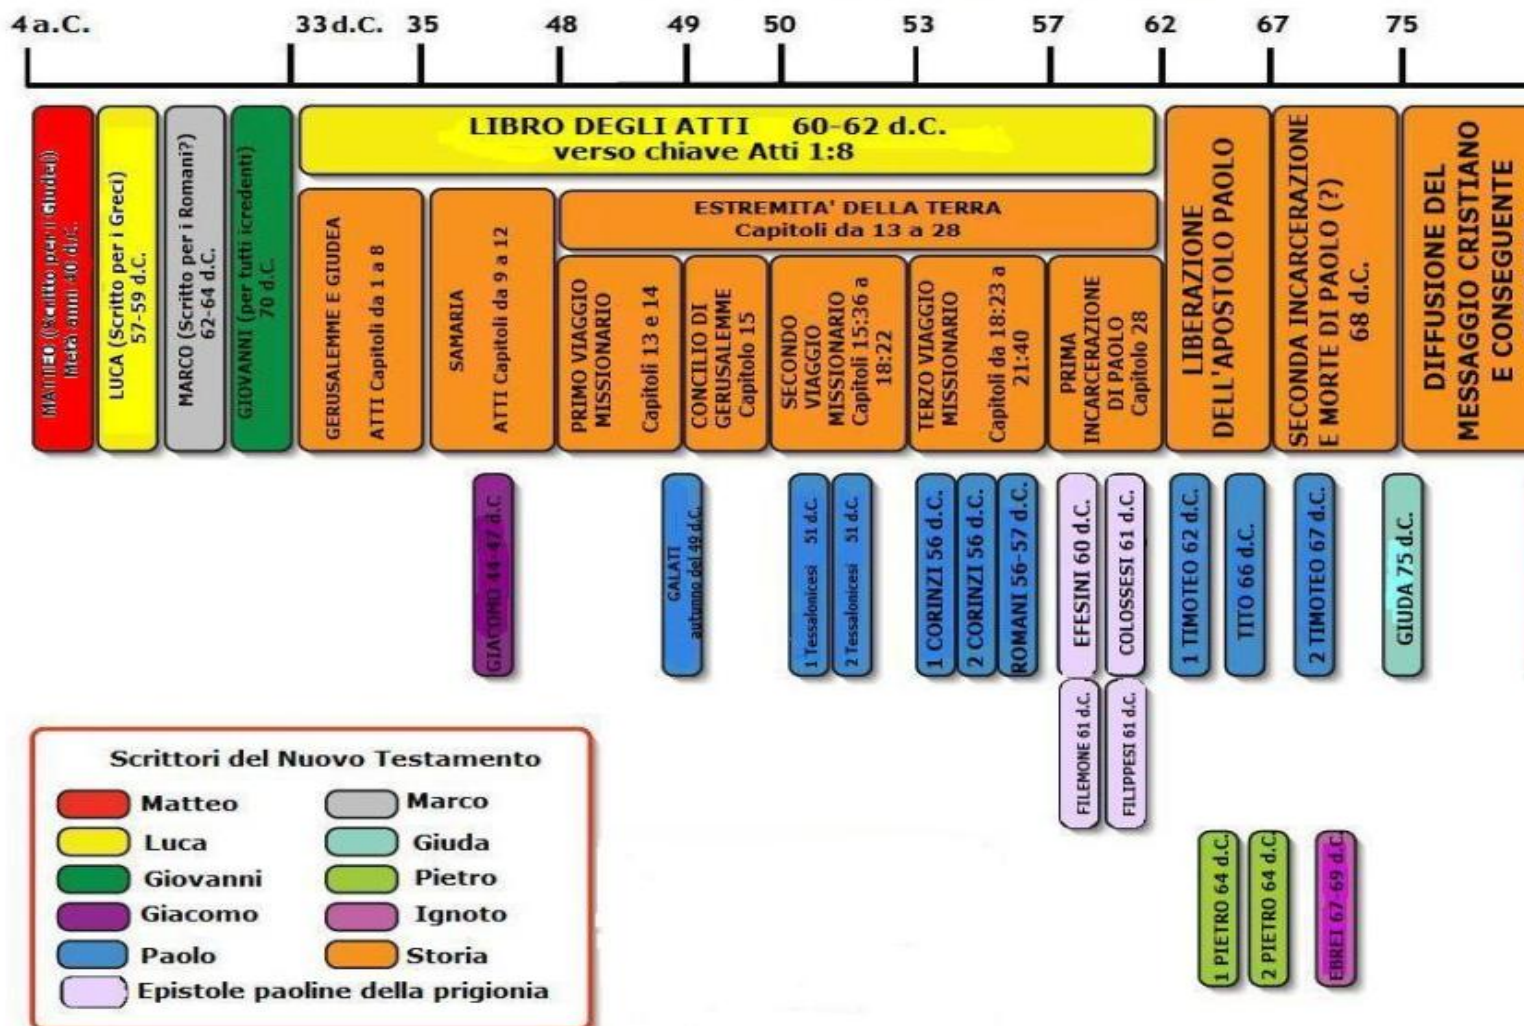 4 a.C.
33 d.C.
35
48
49
50
53
57
62
67
75
MATTEO (Scritto per i Giudei)
Metà anni 40 d.C.
LUCA (Scritto per i Greci)
57-59 d.C.
MARCO (Scritto per i Romani?)
62-64 d.C.
GIOVANNI (per tutti icredenti)
70 d.C.
LIBRO DEGLI ATTI 60-62 d.C.
verso chiave Atti 1:8
GERUSALEMME E GIUDEA
ATTI Capitoli da 1 a 8
SAMARIA
ATTI Capitoli da 9 a 12
ESTREMITA' DELLA TERRA
Capitoli da 13 a 28
PRIMO VIAGGIO
MISSIONARIO
Capitoli 13 e 14
CONCILIO DI
GERUSALEMME
Capitolo 15
SECONDO
VIAGGIO
MISSIONARIO
Capitoli 15:36 a
18:22
TERZO VIAGGIO
MISSIONARIO
Capitoli da 18:23 a
21:40
PRIMA
INCARCERAZIONE
DI PAOLO
Capitolo 28
LIBERAZIONE
DELL'APOSTOLO PAOLO
SECONDA INCARCERAZIONE
E MORTE DI PAOLO (?)
68 d.C.
DIFFUSIONE DEL
MESSAGGIO CRISTIANO
E CONSEGUENTE
GIACOMO 44-47 d.C.
GALATI
autunno del 49 d.C.
1 Tessalonicesi 51 d.C.
2 Tessalonicesi 51 d.C.
1 CORINZI 56 d.C.
2 CORINZI 56 d.C.
ROMANI 56-57 d.C.
EFESINI 60 d.C.
COLOSSESI 61 d.C.
1 TIMOTEO 62 d.C.
TITO 66 d.C.
2 TIMOTEO 67 d.C.
GIUDA 75 d.C.
FILEMONE 61 d.C.
FILIPPESI 61 d.C.
1 PIETRO 64 d.C.
2 PIETRO 64 d.C.
EBREI 67-69 d.C.
Scrittori del Nuovo Testamento
Matteo
Marco
Luca
Giuda
Giovanni
Pietro
Giacomo
Ignoto
Paolo
Storia
Epistole paoline della prigionia